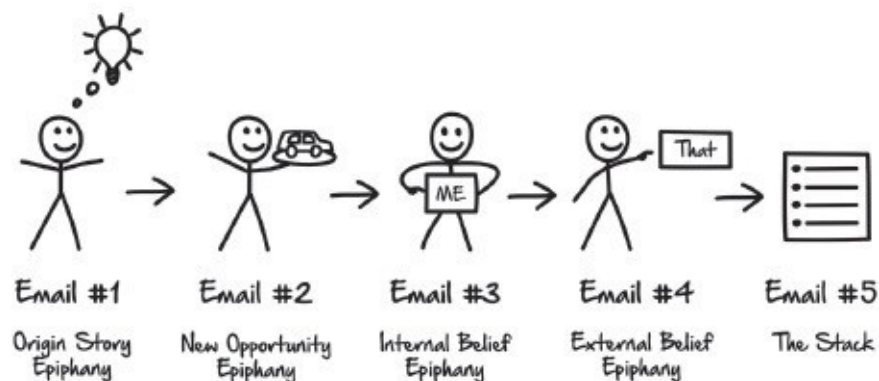 ME
That
Email #1
Email #2
Email #3
Email #4
Email #5
Origin Story
Epiphany
New Opportunity
Epiphany
Internal Belief
Epiphany
External Belief
Epiphany
The Stack